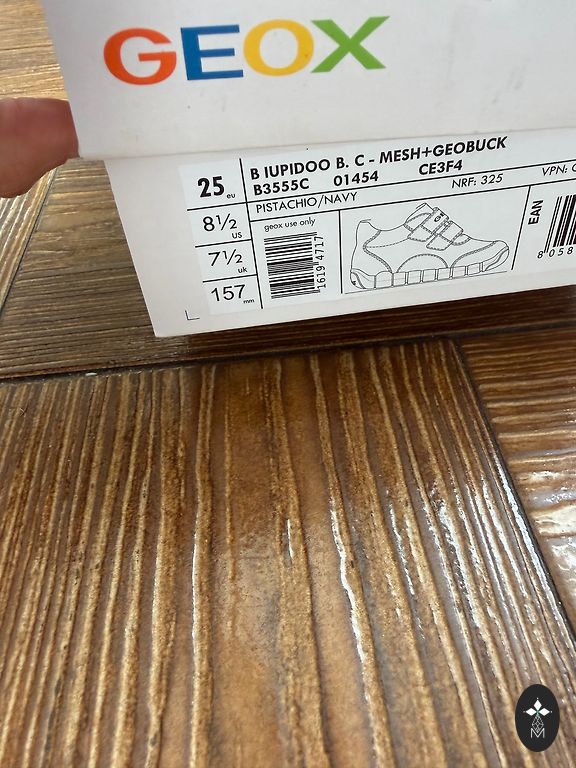 GEOX
25 eu
8½ US
7½ uk
157 mm
B IUPIDOO B. C - MESH+GEOBUCK
B3555C 01454 CE3F4
PISTACHIO/NAVY NRF: 325 VPN:
geox use only
1619 4717
EAN
8 058
L
M